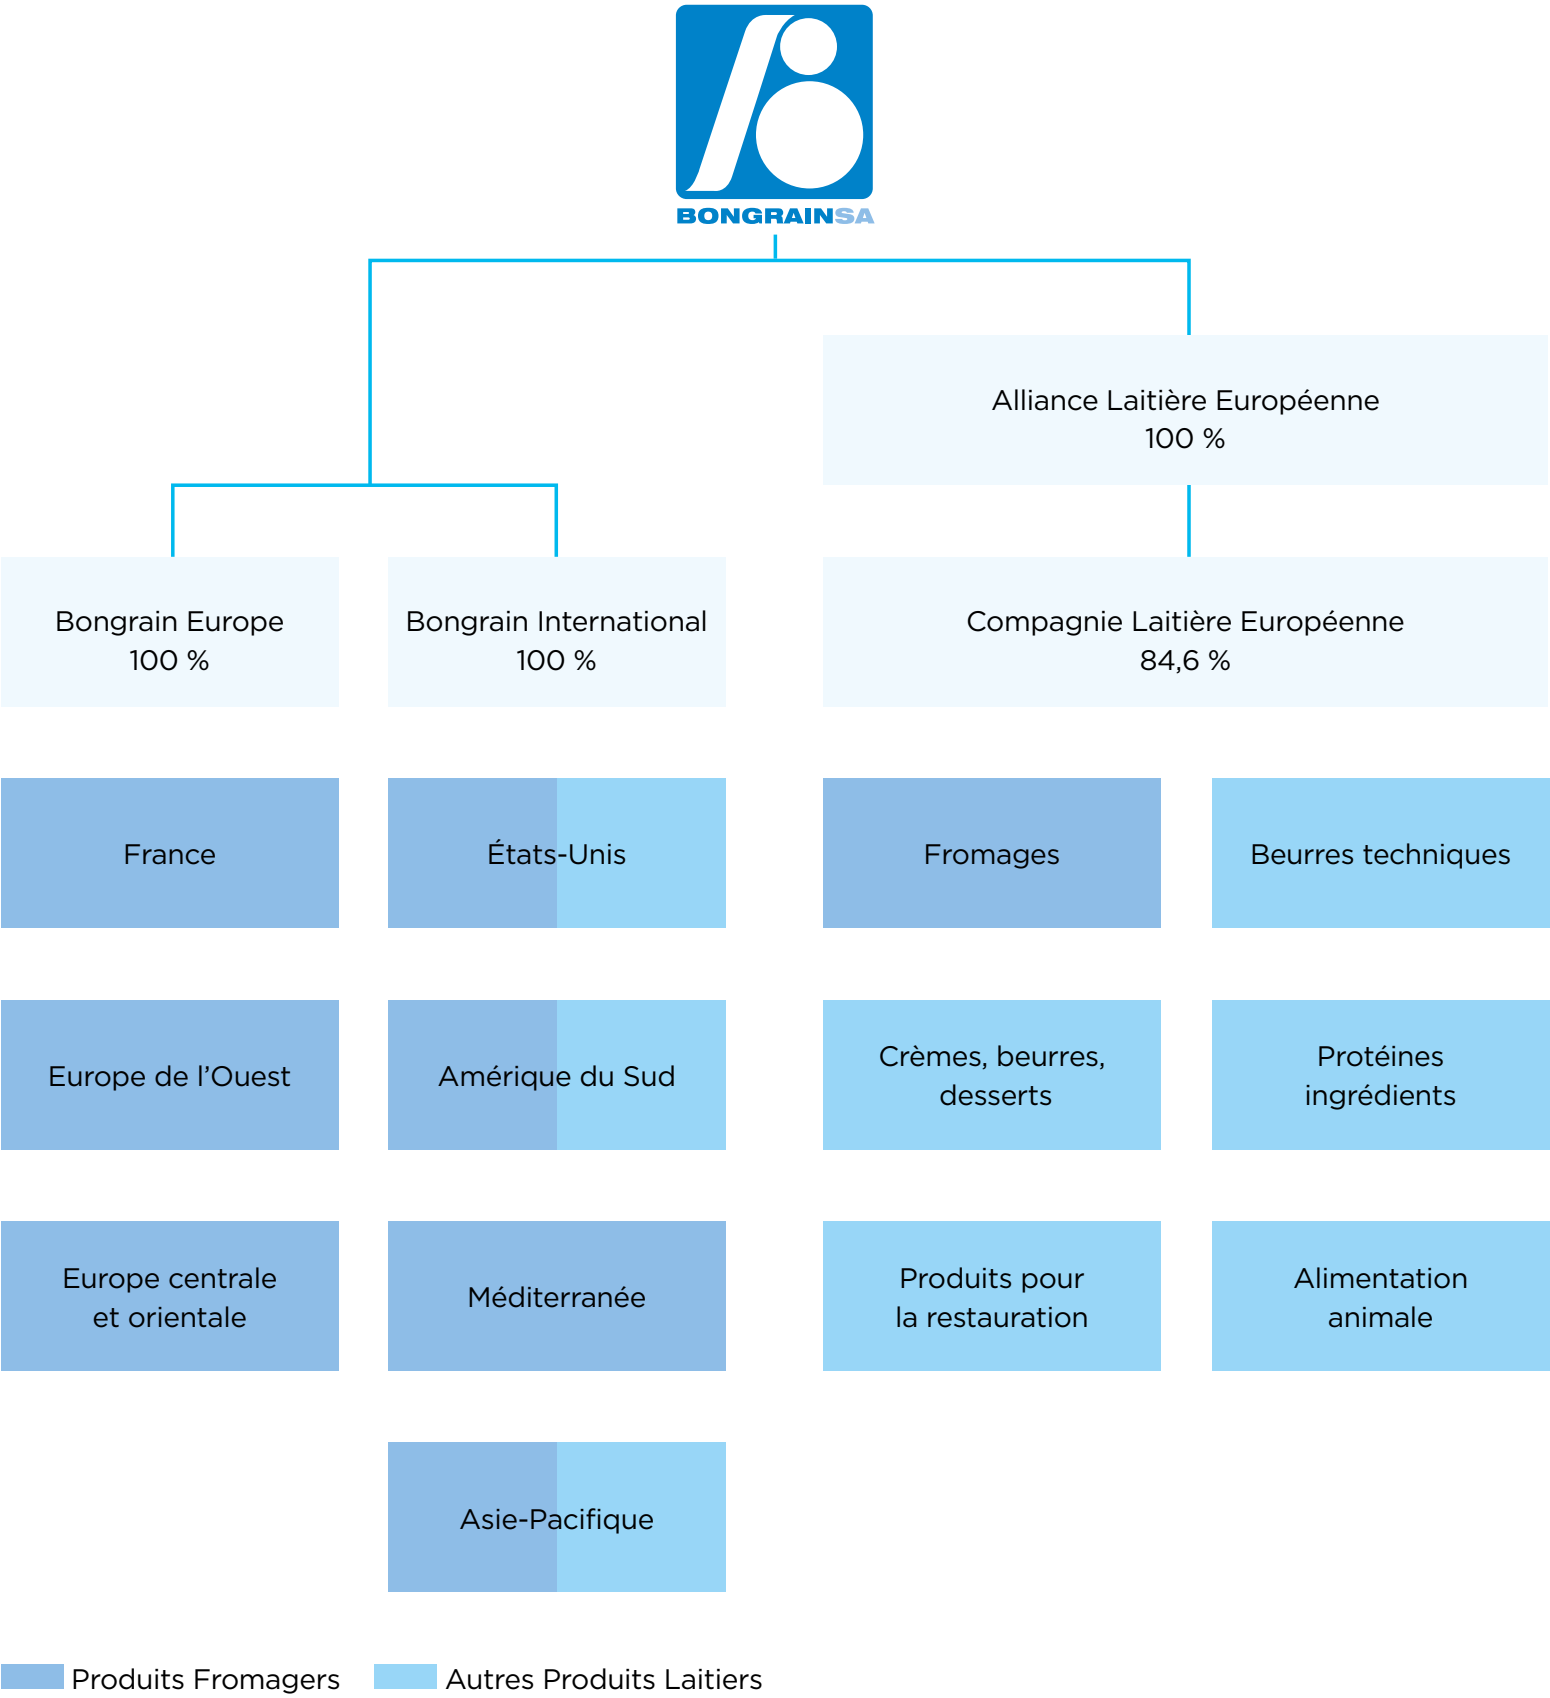 BONGRAINSA
Alliance Laitière Européenne
100 %
Bongrain Europe
100 %
Bongrain International
100 %
Compagnie Laitière Européenne
84,6 %
France
États-Unis
Fromages
Beurres techniques
Europe de l’Ouest
Amérique du Sud
Crèmes, beurres,
desserts
Protéines
ingrédients
Europe centrale
et orientale
Méditerranée
Produits pour
la restauration
Alimentation
animale
Asie-Pacifique
Produits Fromagers
Autres Produits Laitiers